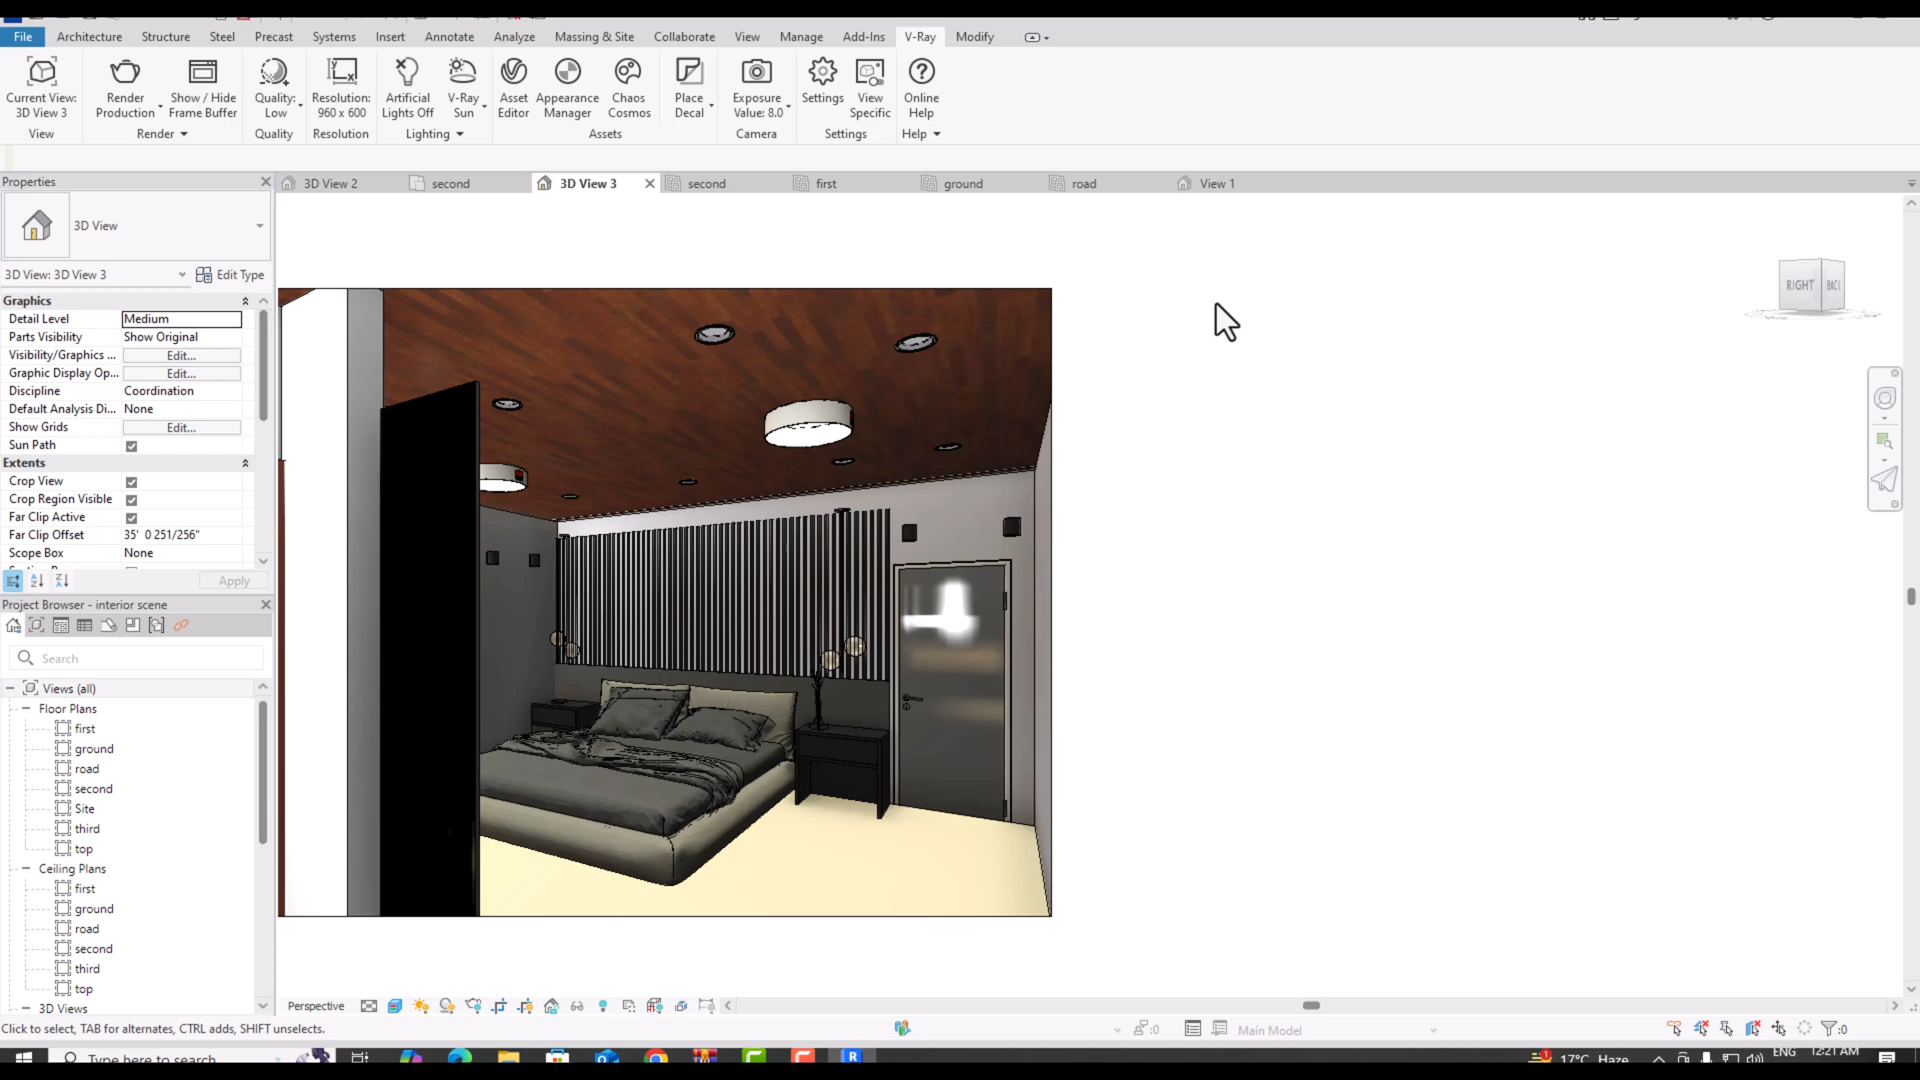 File Architecture Structure Steel Precast Systems Insert Annotate Analyze Massing & Site Collaborate View Manage Add-Ins V-Ray Modify
Current View: Render Show / Hide Quality: Resolution: Artificial V-Ray Asset Appearance Chaos Place Exposure Settings View Online
3D View 3 Production Frame Buffer Low 960 x 600 Lights Off Sun Editor Manager Cosmos Decal Value: 8.0 Specific Help
View Render Quality Resolution Lighting Assets Camera Settings Help
Properties 3D View 2 second 3D View 3 second first ground road View 1
3D View
3D View: 3D View 3 Edit Type
RIGHT BACK
Graphics
Detail Level Medium
Parts Visibility Show Original
Visibility/Graphics ... Edit...
Graphic Display Op... Edit...
Discipline Coordination
Default Analysis Di... None
Show Grids Edit...
Sun Path
Extents
Crop View
Crop Region Visible
Far Clip Active
Far Clip Offset 35' 0 251/256"
Scope Box None
Apply
Project Browser - interior scene
Search
Views (all)
Floor Plans
first
ground
road
second
Site
third
top
Ceiling Plans
first
ground
road
second
third
top
3D Views
Perspective
Click to select, TAB for alternates, CTRL adds, SHIFT unselects. :0 Main Model :0
Type here to search 17°C Haze ENG 12:21 AM